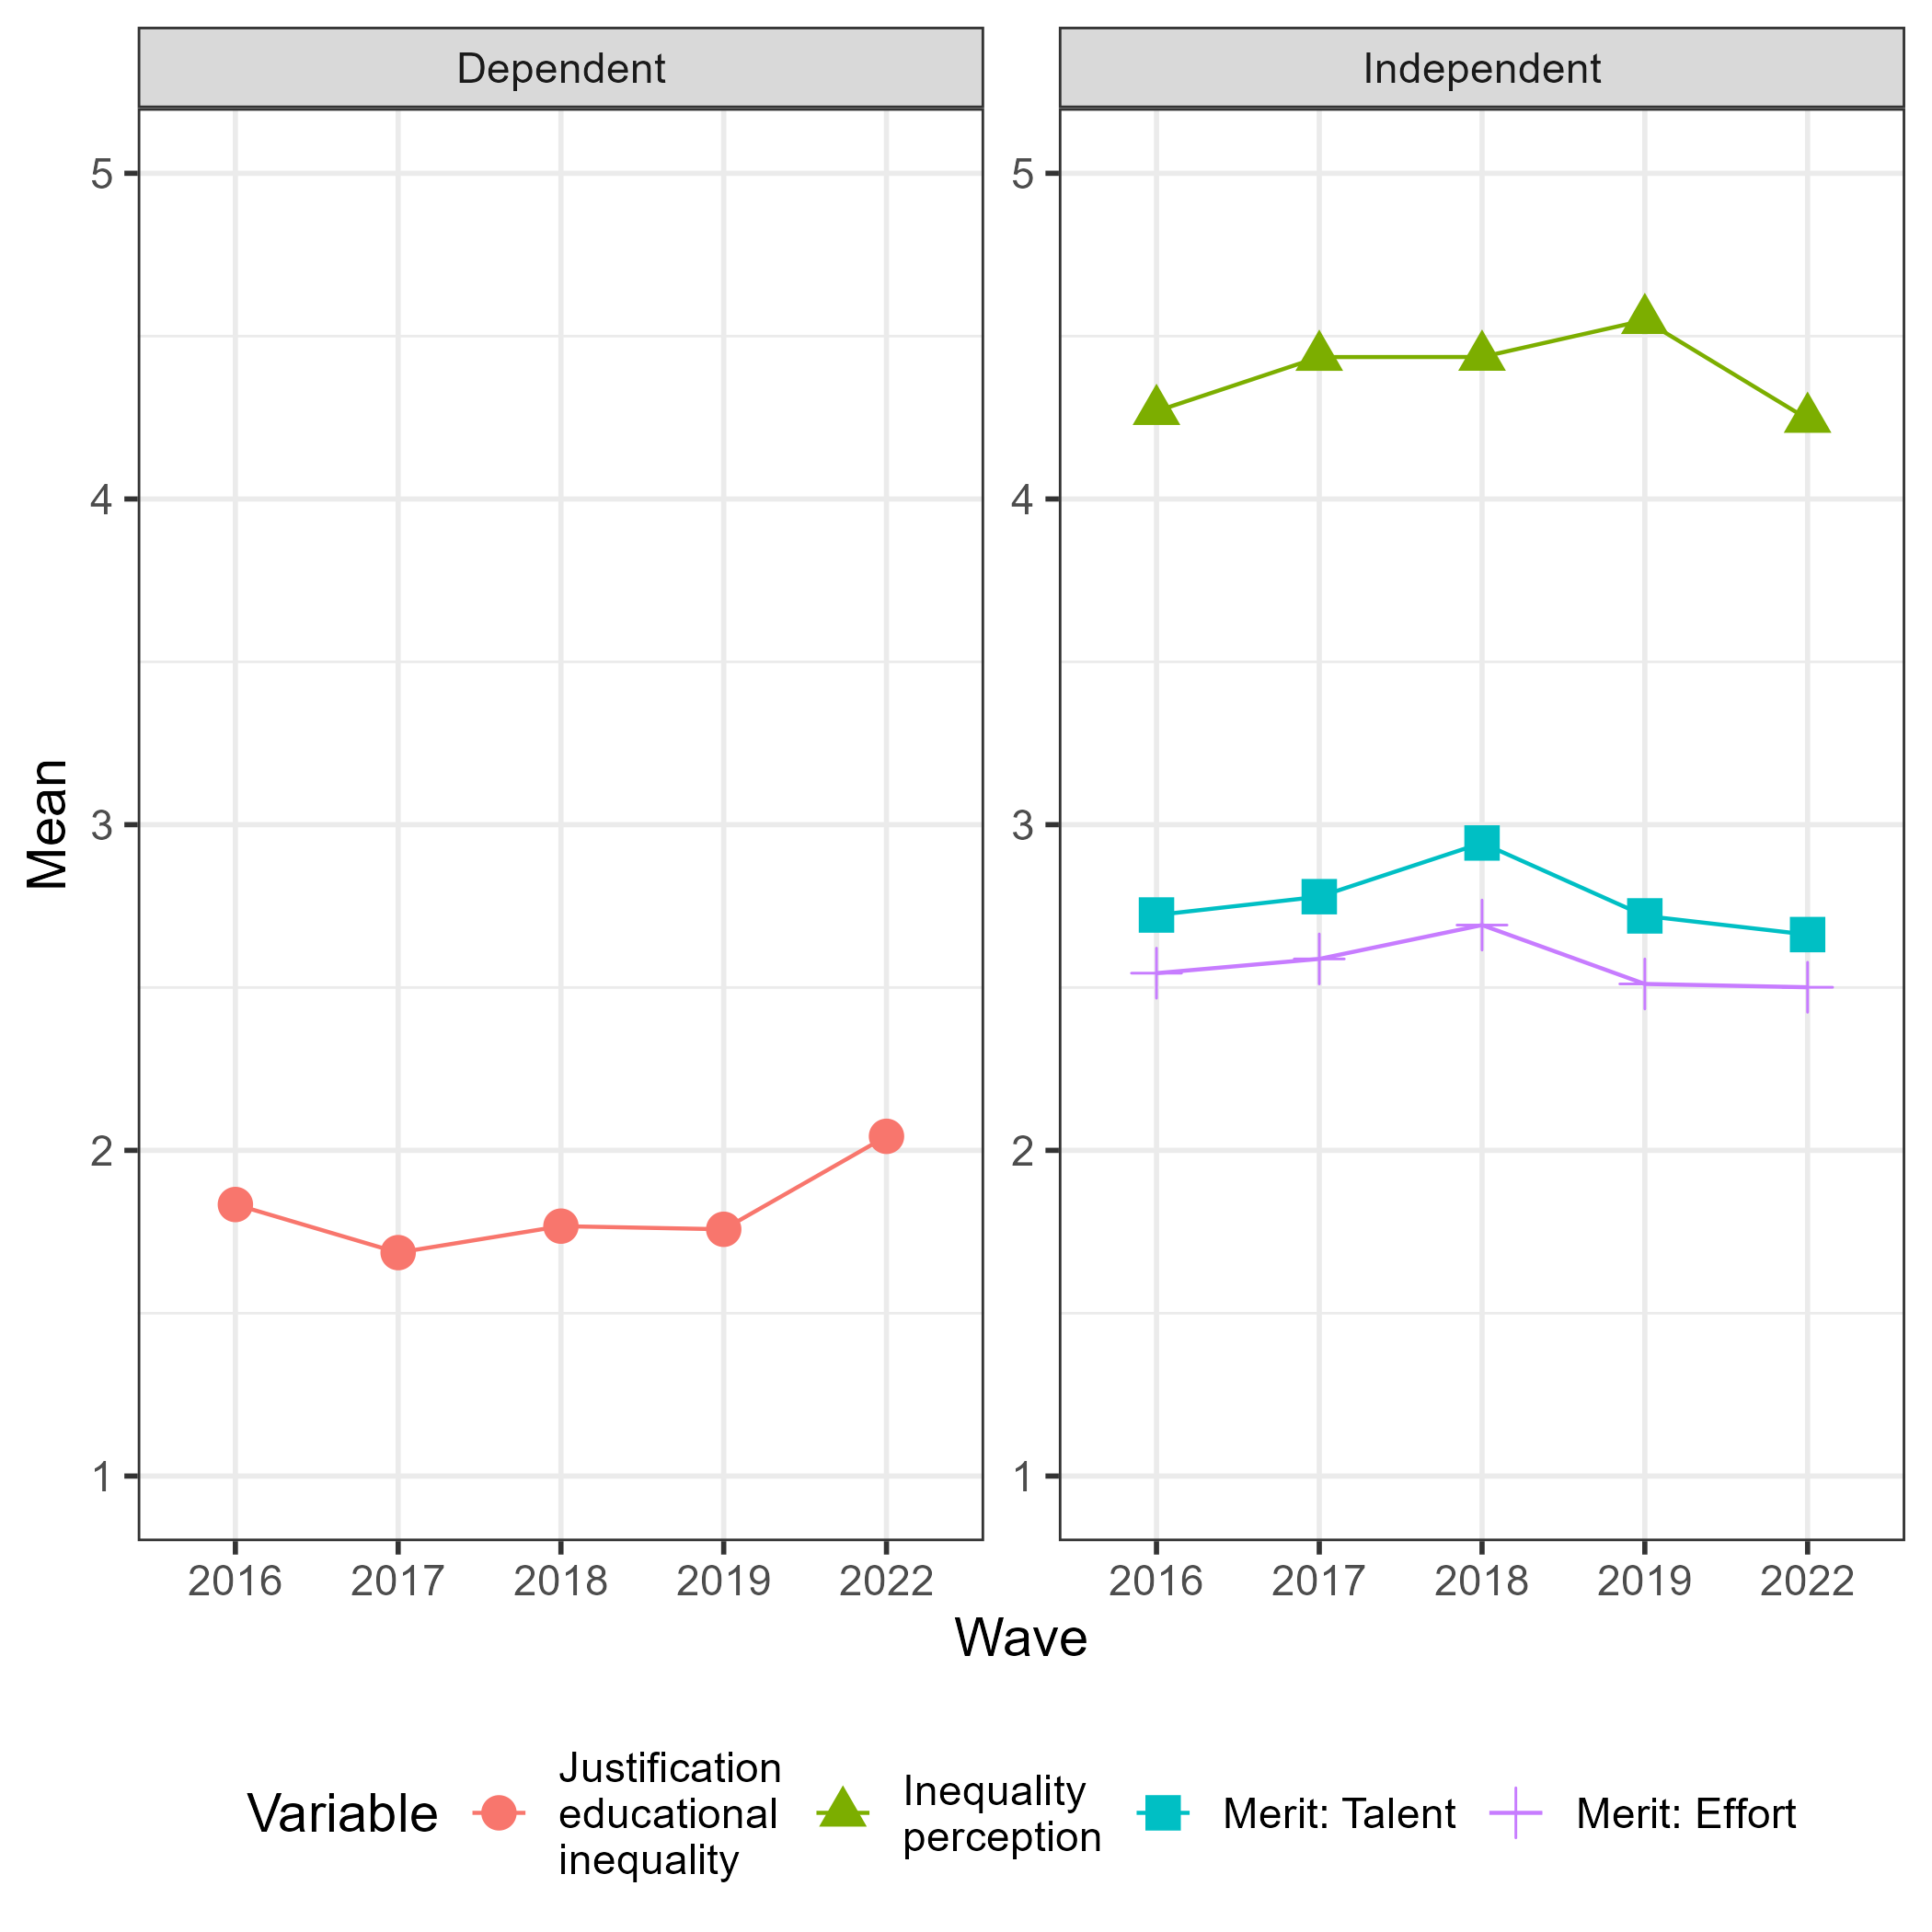 Dependent
Independent
5
4
3
2
1
5
4
3
2
1
Mean
2016 2017 2018 2019 2022
2016 2017 2018 2019 2022
Wave
Variable
Justification
educational
inequality
Inequality
perception
Merit: Talent
Merit: Effort